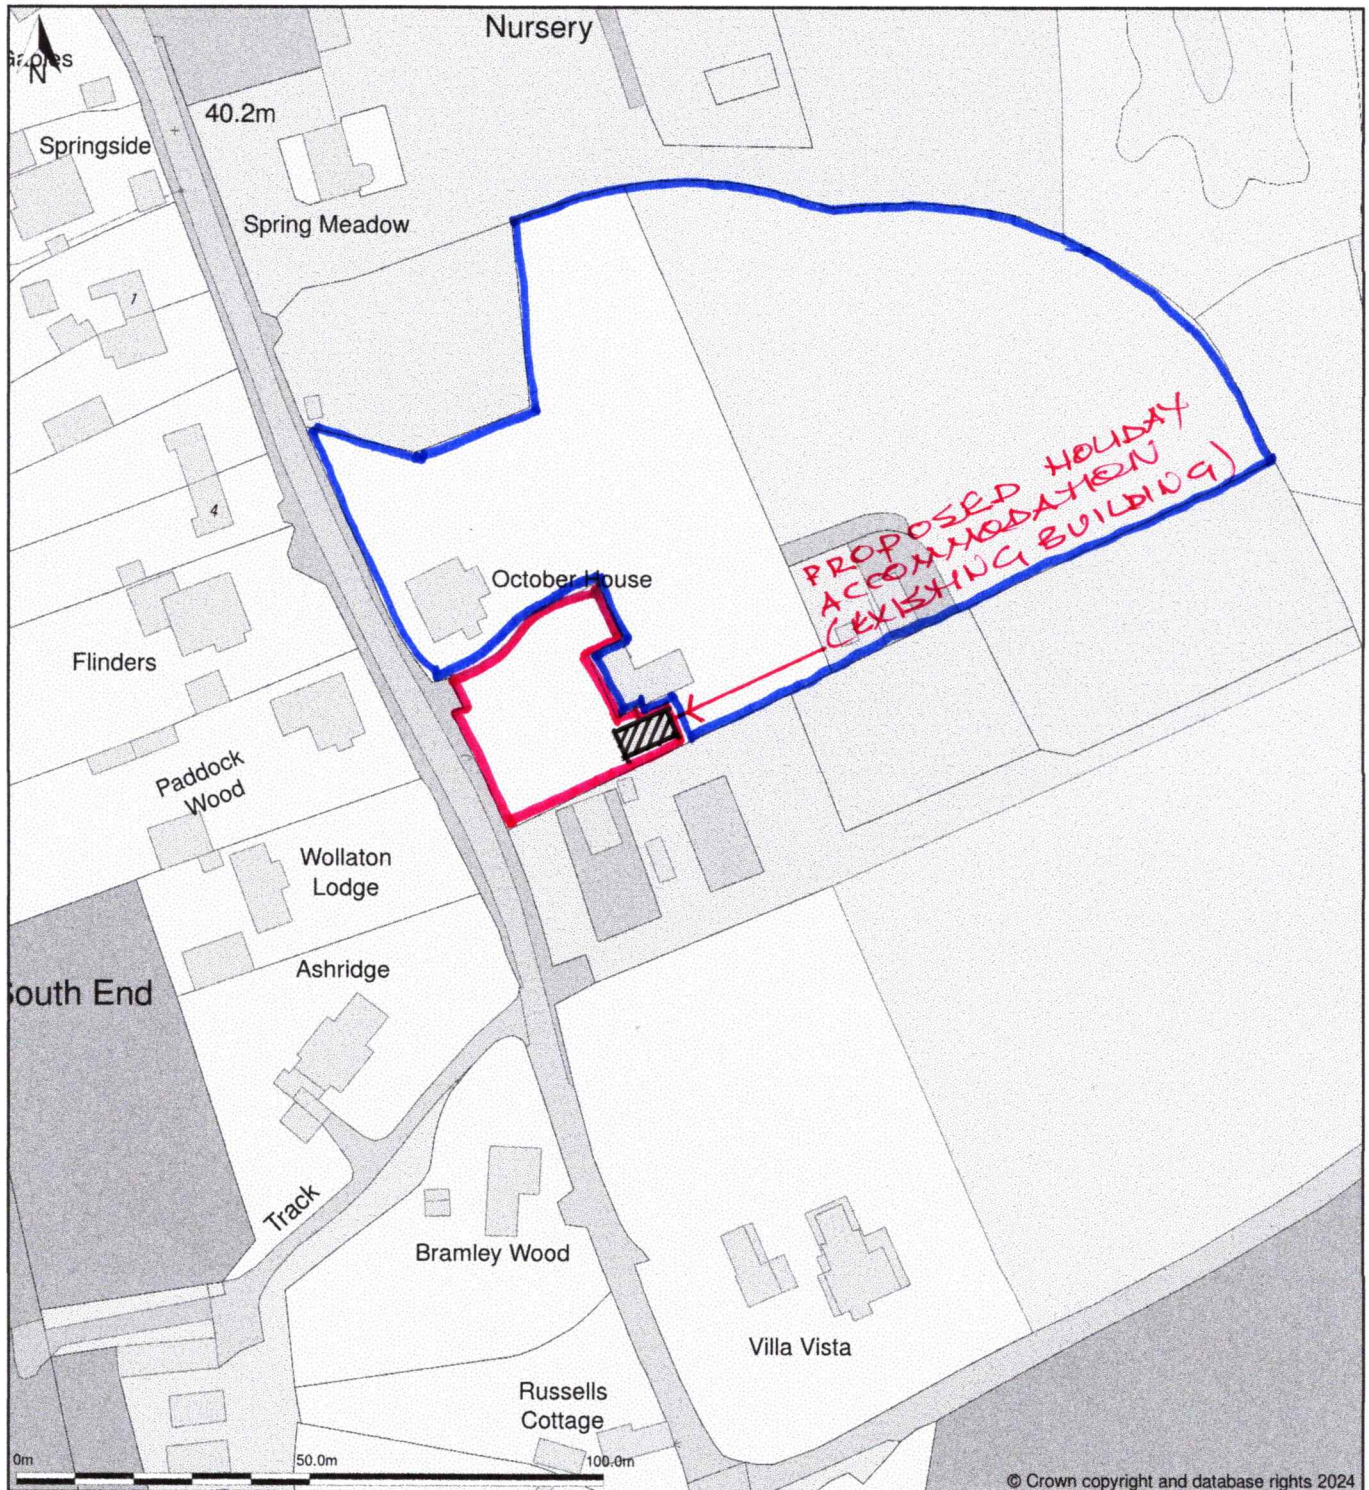 Nursery
N
40.2m
Springside
Spring Meadow
1
4
PROPOSED HOLIDAY
ACCOMMODATION
(EXISTING BUILDING)
October House
Flinders
Paddock
Wood
Wollaton
Lodge
Ashridge
South End
Track
Bramley Wood
Villa Vista
Russells
Cottage
0m
50.0m
100.0m
© Crown copyright and database rights 2024